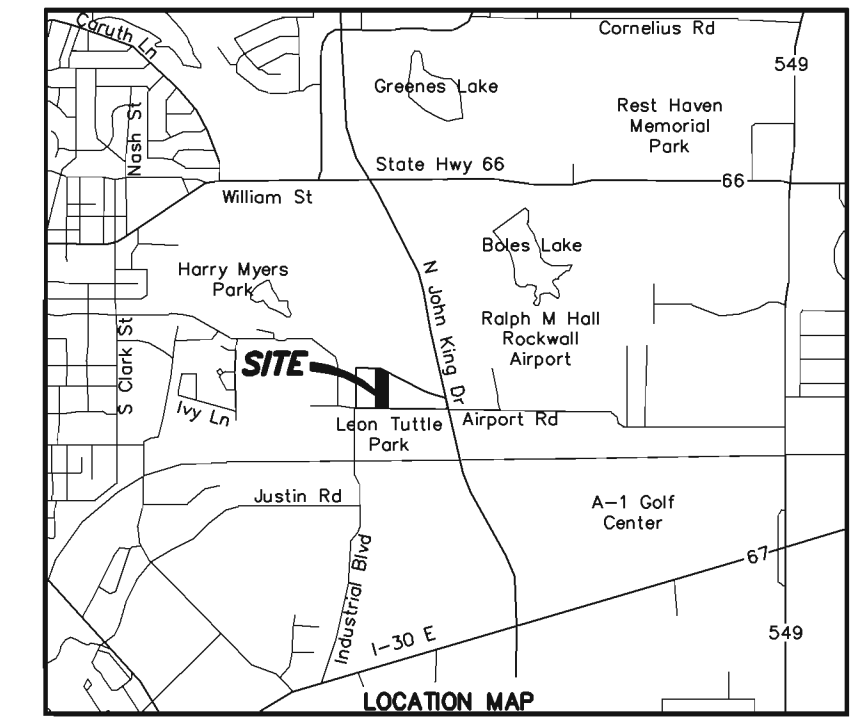 Caruth Ln
Cornelius Rd
549
Greenes Lake
Nash St
Rest Haven
Memorial
Park
State Hwy 66
66
William St
Boles Lake
Harry Myers
Park
N John King Dr
Ralph M Hall
Rockwall
Airport
S Clark St
SITE
Ivy Ln
Leon Tuttle
Park
Airport Rd
Justin Rd
A-1 Golf
Center
Industrial Blvd
67
I-30 E
549
LOCATION MAP